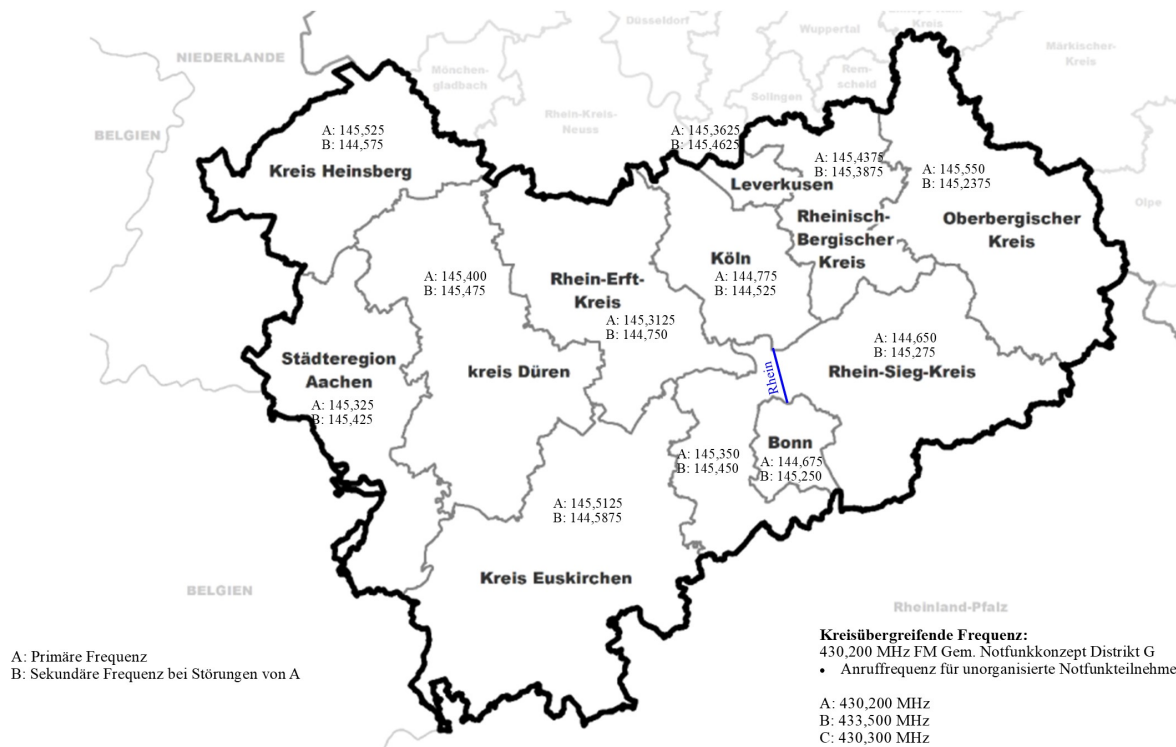 Düsseldorf
Wuppertal
Kreis
NIEDERLANDE
Märkischer-
Kreis
Mönchen-
gladbach
Rem-
scheid
Solingen
Rhein-Kreis-
Neuss
BELGIEN
A: 145,525
B: 144,575
Kreis Heinsberg
A: 145,3625
B: 145,4625
Leverkusen
A: 145,4375
B: 145,3875
A: 145,550
B: 145,2375
Olpe
Rheinisch-
Bergischer
Kreis
Oberbergischer
Kreis
Köln
A: 144,775
B: 144,525
A: 145,400
B: 145,475
Rhein-Erft-
Kreis
A: 145,3125
B: 144,750
A: 144,650
B: 145,275
Rhein-Sieg-Kreis
Städteregion
Aachen
A: 145,325
B: 145,425
kreis Düren
Rhein
Bonn
A: 144,675
B: 145,250
A: 145,350
B: 145,450
A: 145,5125
B: 144,5875
Kreis Euskirchen
BELGIEN
Rheinland-Pfalz
A: Primäre Frequenz
B: Sekundäre Frequenz bei Störungen von A
Kreisübergreifende Frequenz:
430,200 MHz FM Gem. Notfunkkonzept Distrikt G
• Anruffrequenz für unorganisierte Notfunkteilnehme
A: 430,200 MHz
B: 433,500 MHz
C: 430,300 MHz